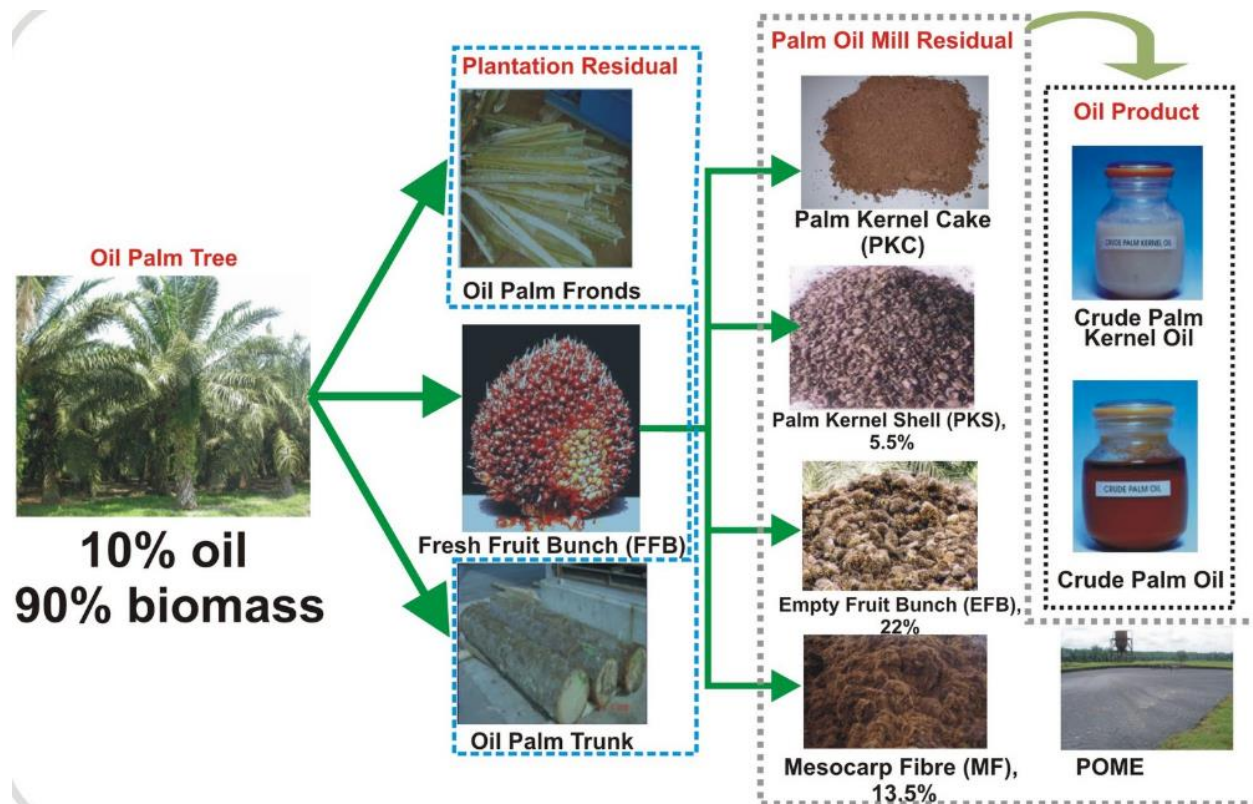 Oil Palm Tree
10% oil
90% biomass
Plantation Residual
Oil Palm Fronds
Fresh Fruit Bunch (FFB)
Oil Palm Trunk
Palm Oil Mill Residual
Palm Kernel Cake
(PKC)
Palm Kernel Shell (PKS),
5.5%
Empty Fruit Bunch (EFB),
22%
Mesocarp Fibre (MF),
13.5%
Oil Product
CRUDE PALM KERNEL OIL
Crude Palm
Kernel Oil
CRUDE PALM OIL
Crude Palm Oil
POME